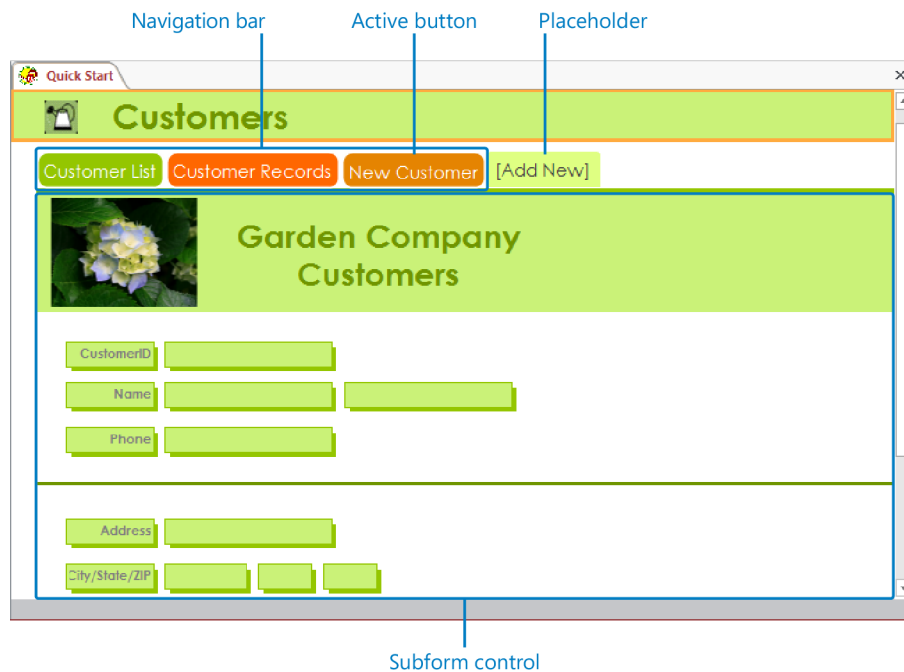 Navigation bar Active button Placeholder
Quick Start
Customers
Customer List Customer Records New Customer [Add New]
Garden Company
Customers
CustomerID
Name
Phone
Address
City/State/ZIP
Subform control